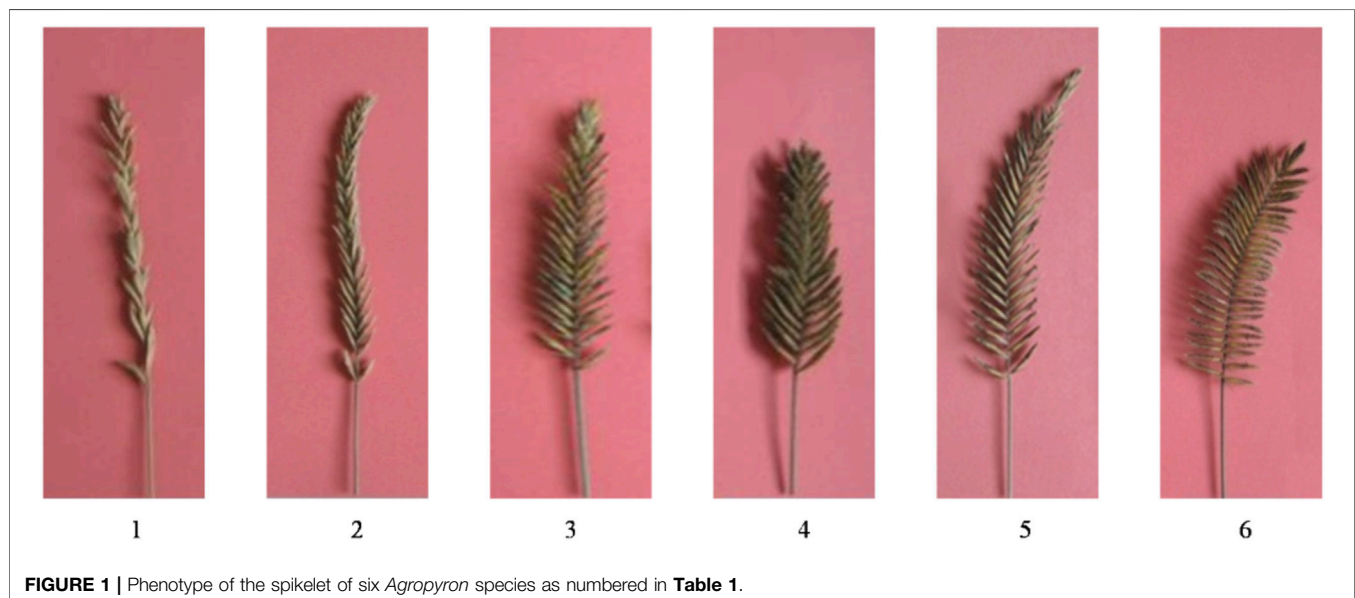 1 2 3 4 5 6
FIGURE 1 | Phenotype of the spikelet of six Agropyron species as numbered in Table 1.